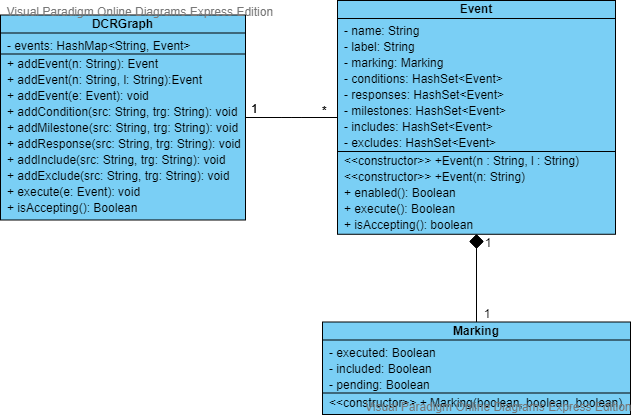 Visual Paradigm Online Diagrams Express Edition
DCRGraph
- events: HashMap<String, Event>
+ addEvent(n: String): Event
+ addEvent(n: String, l: String):Event
+ addEvent(e: Event): void
+ addCondition(src: String, trg: String): void
+ addMilestone(src: String, trg: String): void
+ addResponse(src: String, trg: String): void
+ addInclude(src: String, trg: String): void
+ addExclude(src: String, trg: String): void
+ execute(e: Event): void
+ isAccepting(): Boolean
1
*
Event
- name: String
- label: String
- marking: Marking
- conditions: HashSet<Event>
- responses: HashSet<Event>
- milestones: HashSet<Event>
- includes: HashSet<Event>
- excludes: HashSet<Event>
<<constructor>> +Event(n : String, l : String)
<<constructor>> +Event(n: String)
+ enabled(): Boolean
+ execute(): Boolean
+ isAccepting(): boolean
1
1
Marking
- executed: Boolean
- included: Boolean
- pending: Boolean
<<constructor>> + Marking(boolean, boolean, boolean)
Visual Paradigm Online Diagrams Express Edition